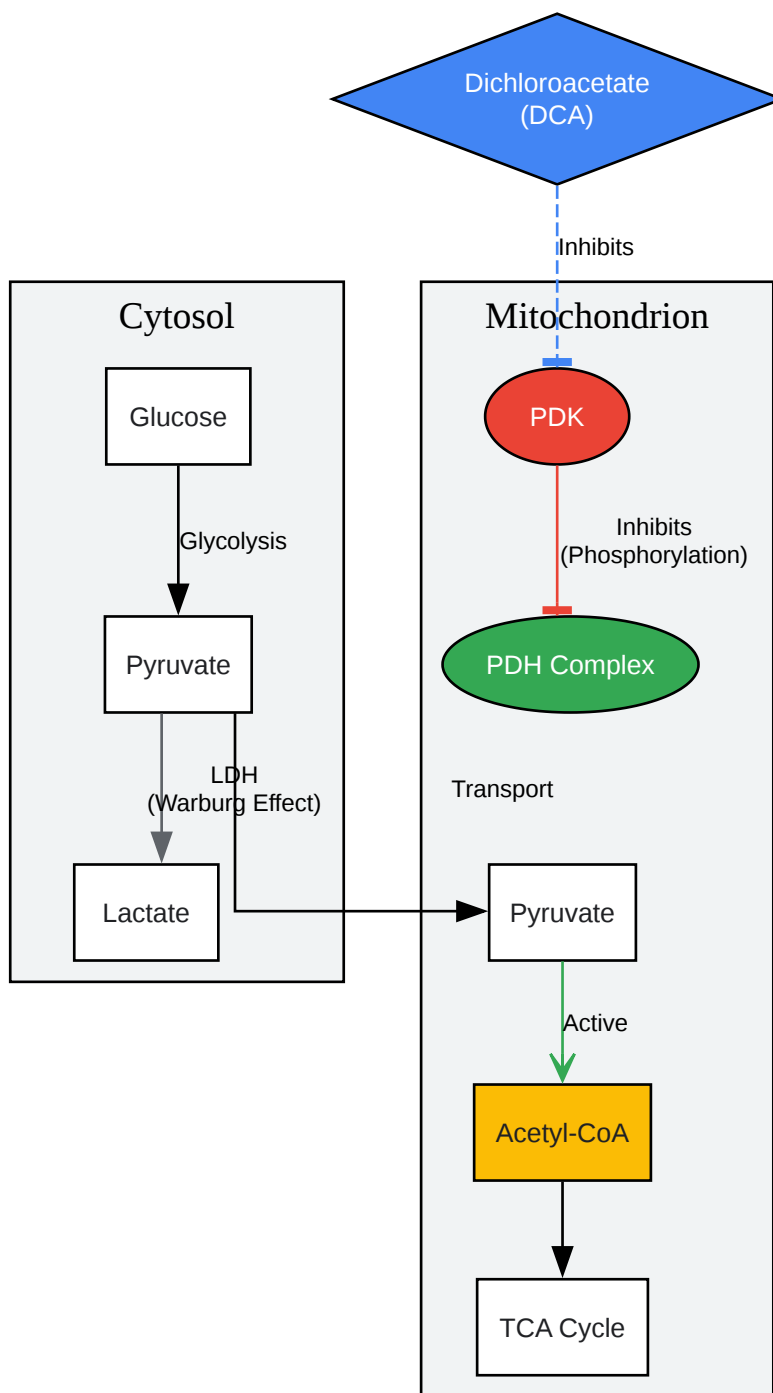 Dichloroacetate
(DCA)
Inhibits
Cytosol
Mitochondrion
Glucose
PDK
Glycolysis
Inhibits
(Phosphorylation)
Pyruvate
PDH Complex
LDH
(Warburg Effect)
Transport
Lactate
Pyruvate
Active
Acetyl-CoA
TCA Cycle